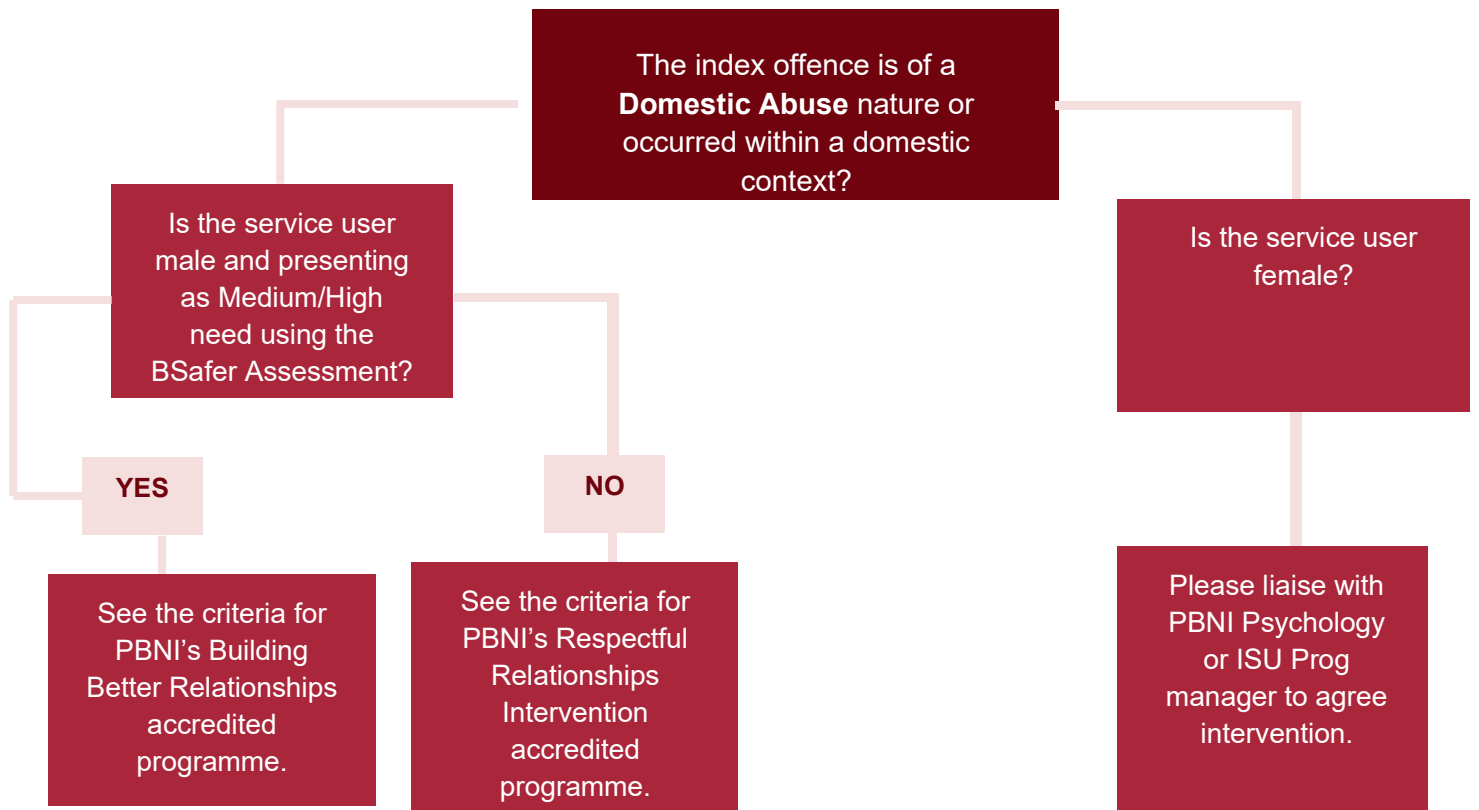 The index offence is of a
Domestic Abuse nature or
occurred within a domestic
context?
Is the service user
male and presenting
as Medium/High
need using the
BSafer Assessment?
Is the service user
female?
YES
NO
See the criteria for
PBNI’s Building
Better Relationships
accredited
programme.
See the criteria for
PBNI’s Respectful
Relationships
Intervention
accredited
programme.
Please liaise with
PBNI Psychology
or ISU Prog
manager to agree
intervention.